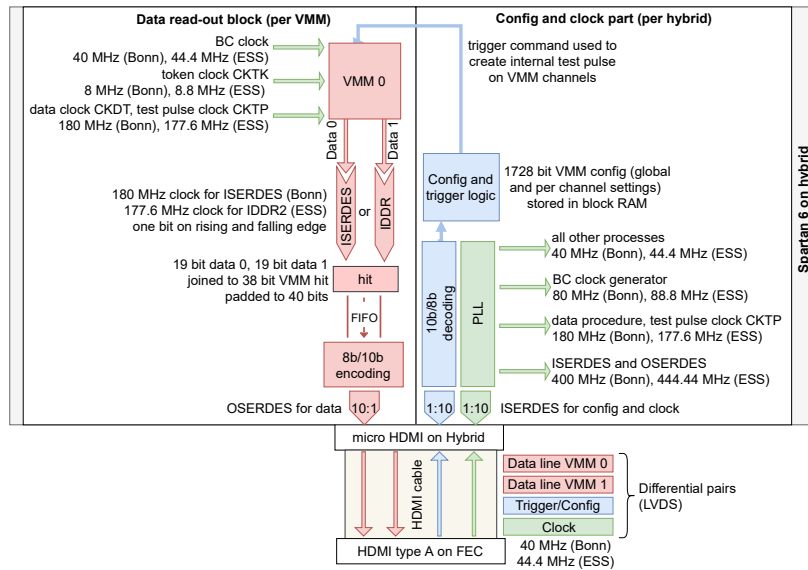 Data read-out block (per VMM)
BC clock
40 MHz (Bonn), 44.4 MHz (ESS)
token clock CKTK
8 MHz (Bonn), 8.8 MHz (ESS)
data clock CKDT, test pulse clock CKTP
180 MHz (Bonn), 177.6 MHz (ESS)
VMM 0
Data 0
Data 1
180 MHz clock for ISERDES (Bonn)
177.6 MHz clock for IDDR2 (ESS)
one bit on rising and falling edge
ISERDES
or
IDDR
19 bit data 0, 19 bit data 1
joined to 38 bit VMM hit
padded to 40 bits
hit
FIFO
8b/10b
encoding
OSERDES for data
10:1
Config and clock part (per hybrid)
trigger command used to
create internal test pulse
on VMM channels
Config and
trigger logic
1728 bit VMM config (global
and per channel settings)
stored in block RAM
10b/8b
decoding
PLL
all other processes
40 MHz (Bonn), 44.4 MHz (ESS)
BC clock generator
80 MHz (Bonn), 88.8 MHz (ESS)
data procedure, test pulse clock CKTP
180 MHz (Bonn), 177.6 MHz (ESS)
ISERDES and OSERDES
400 MHz (Bonn), 444.44 MHz (ESS)
1:10
1:10
ISERDES for config and clock
Spartan 6 on hybrid
micro HDMI on Hybrid
HDMI cable
HDMI type A on FEC
Data line VMM 0
Data line VMM 1
Trigger/Config
Clock
40 MHz (Bonn)
44.4 MHz (ESS)
Differential pairs
(LVDS)